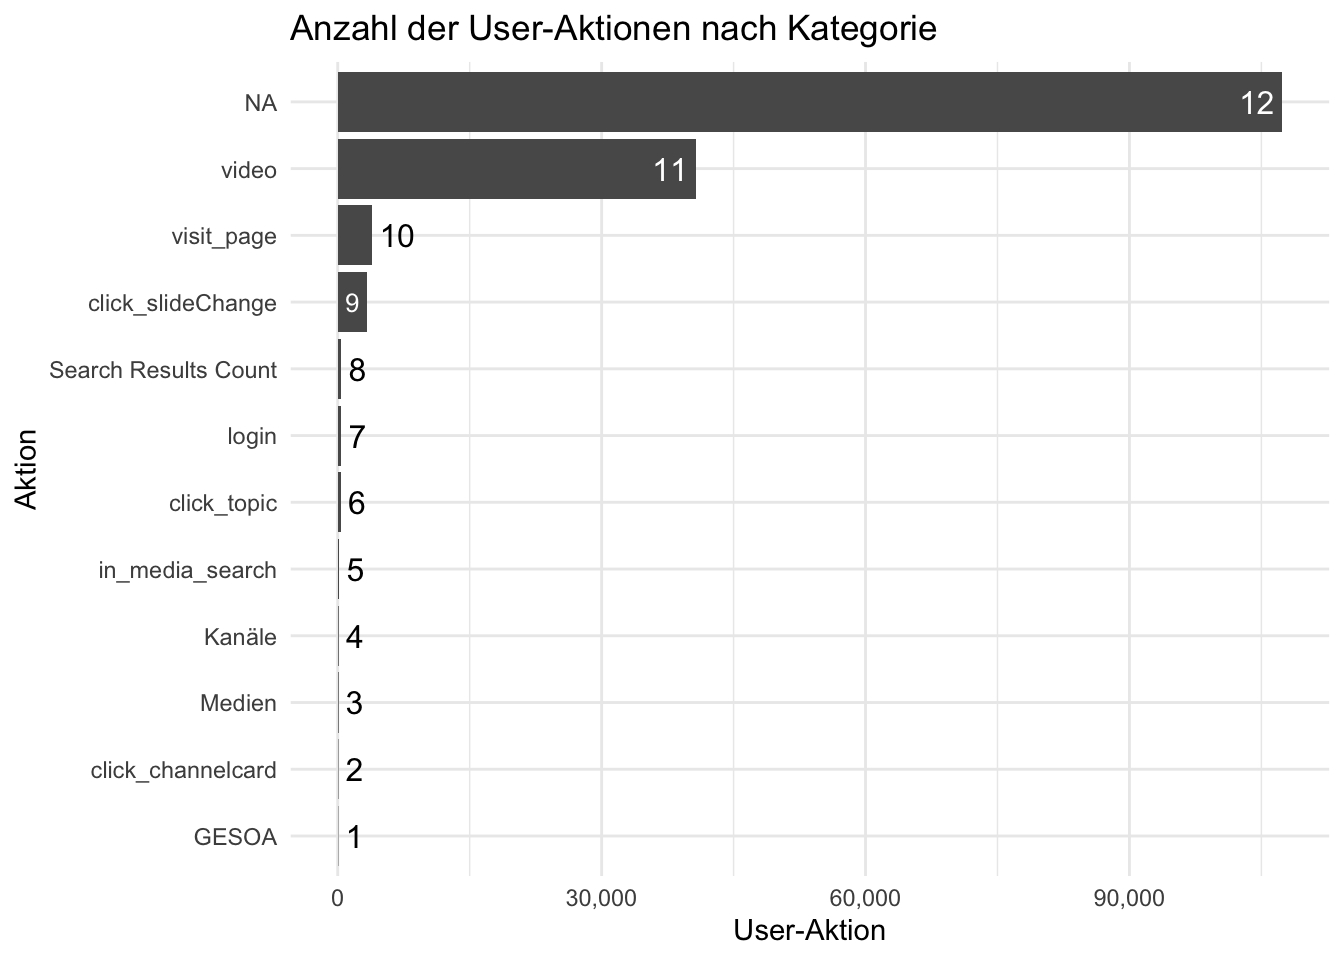 Anzahl der User-Aktionen nach Kategorie
NA 12
video 11
visit_page 10
click_slideChange 9
Search Results Count 8
login 7
click_topic 6
in_media_search 5
Kanäle 4
Medien 3
click_channelcard 2
GESOA 1
Aktion
0 30,000 60,000 90,000
User-Aktion